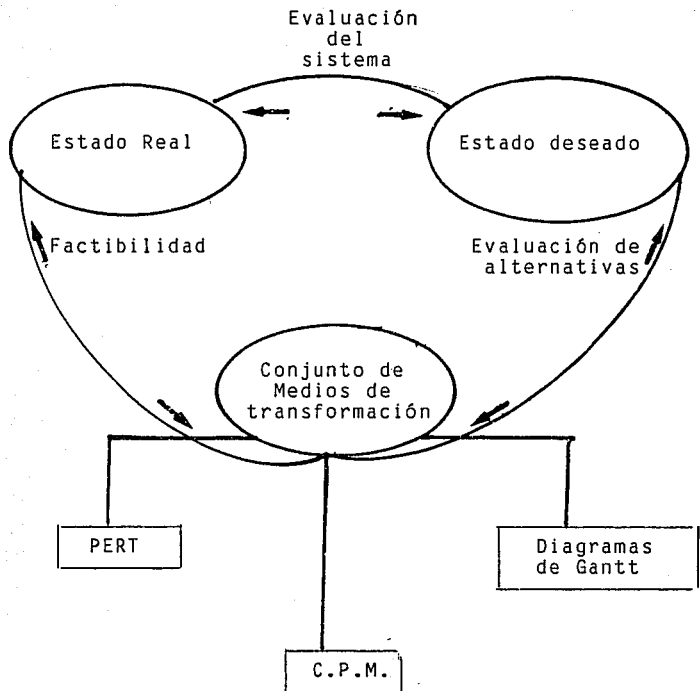 Evaluación
del
sistema
Estado Real
Estado deseado
Factibilidad
Evaluación de
alternativas
Conjunto de
Medios de
transformación
PERT
Diagramas
de Gantt
C.P.M.